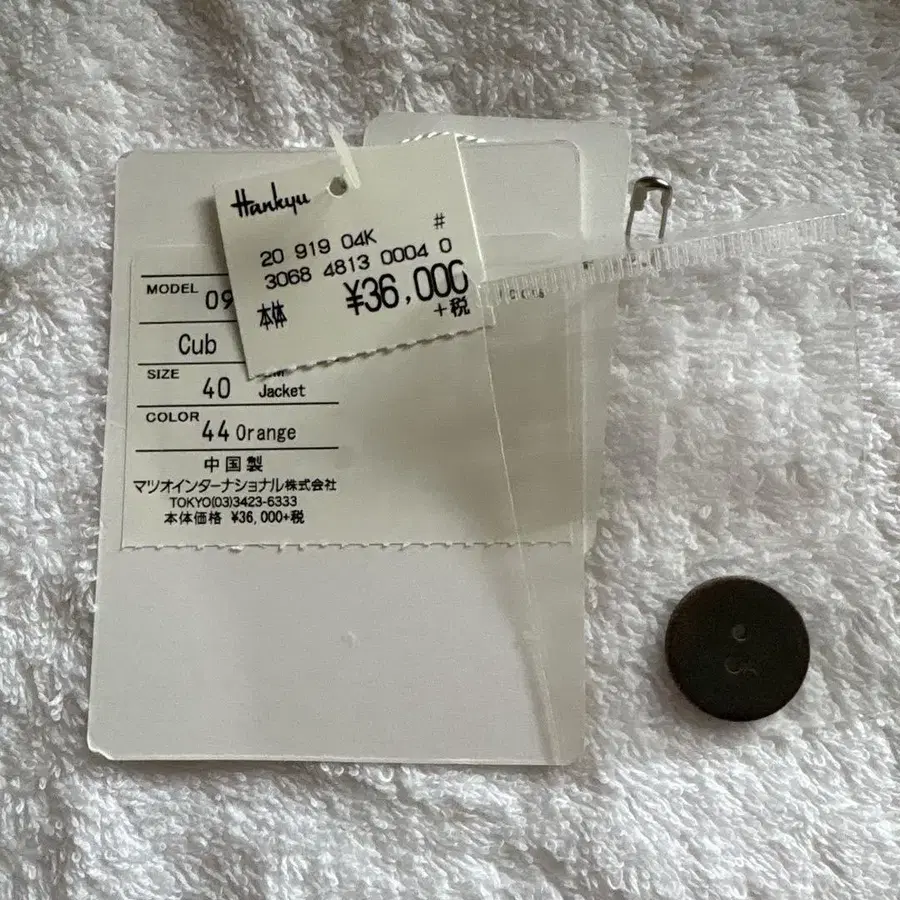 Hankyu
#
20 919 04K
3068 4813 0004 0
本体 ¥36,000
+税
MODEL 09
Cub
SIZE 40 Jacket
COLOR 44 Orange
中国製
マツオインターナショナル株式会社
TOKYO(03)3423-6333
本体価格 ¥36,000+税